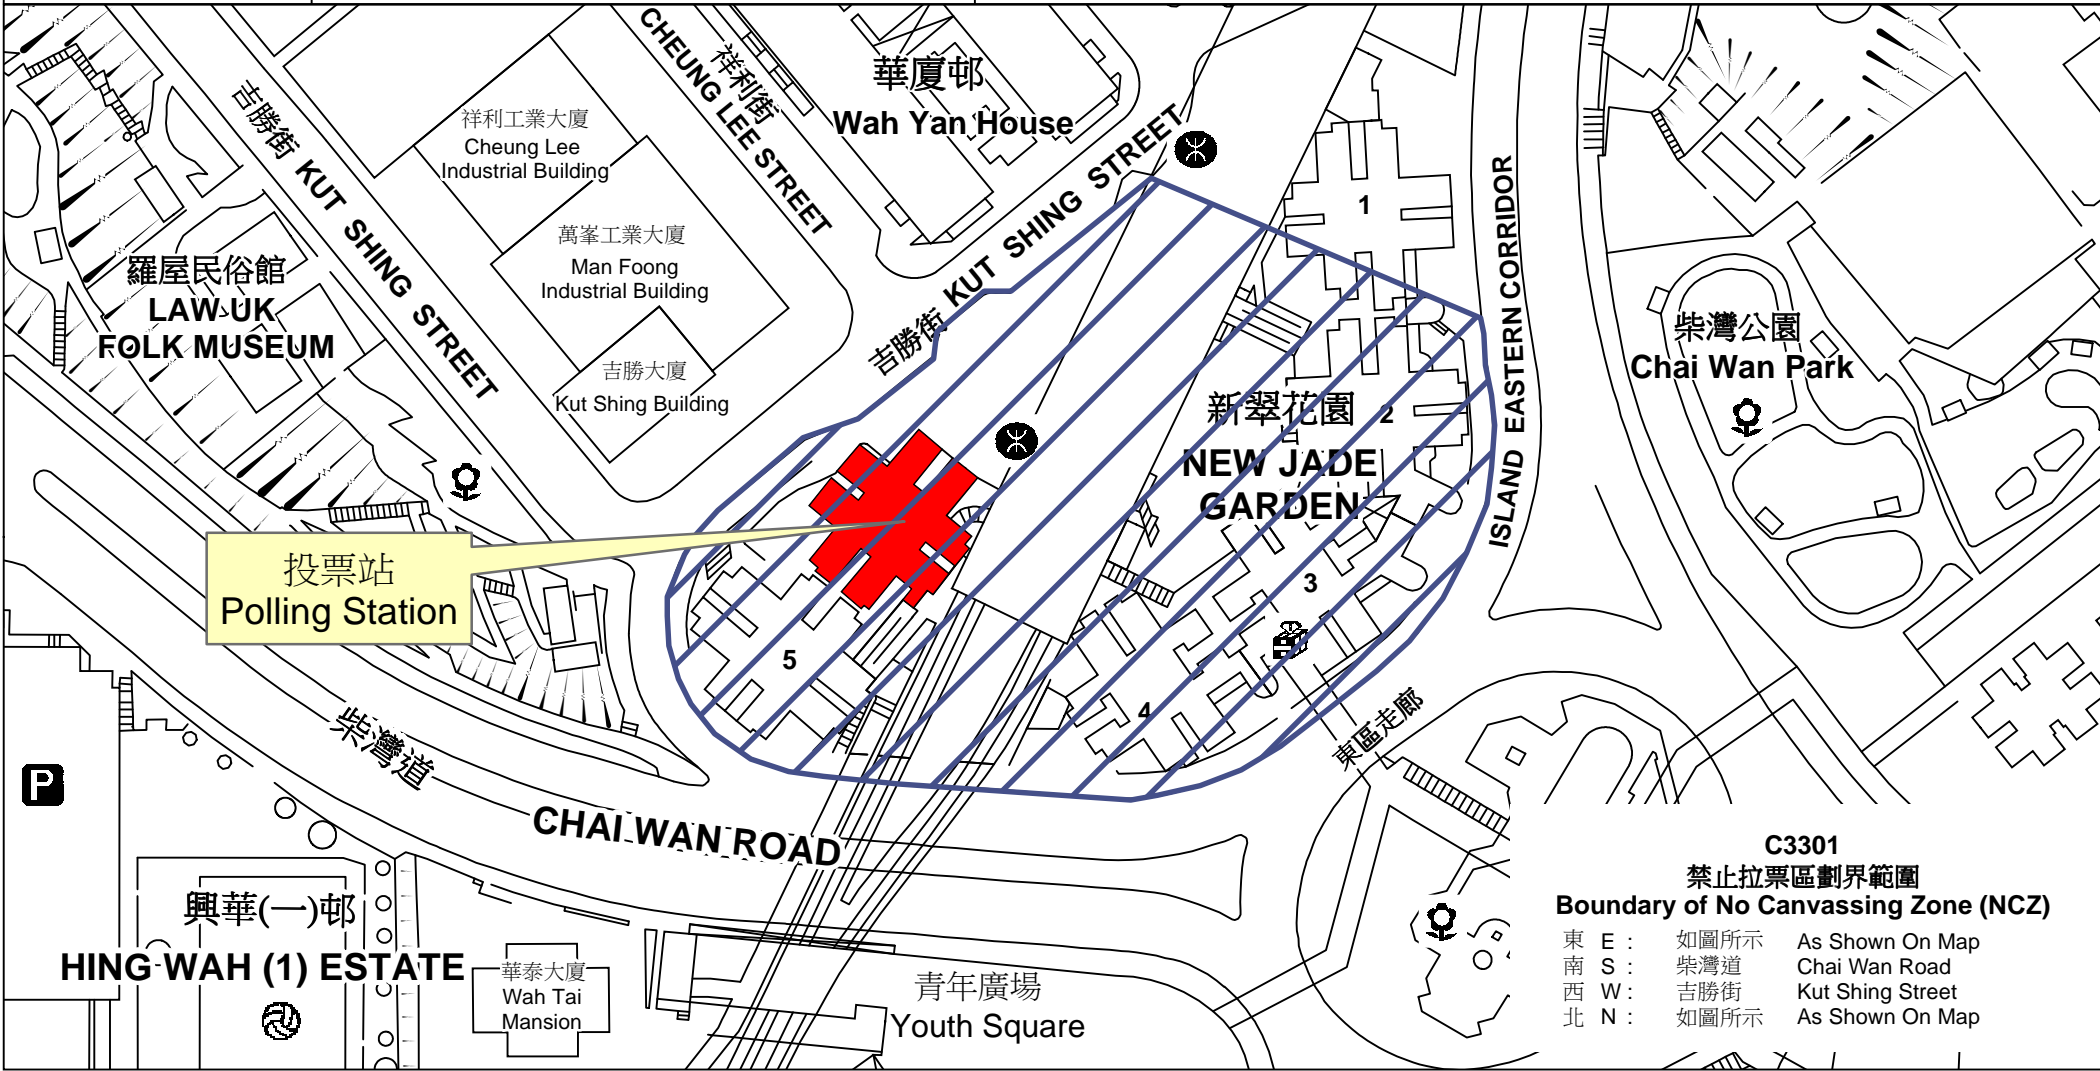 吉勝街 KUT SHING STREET
祥利街
CHEUNG LEE STREET
華廈邨
Wah Yan House
祥利工業大廈
Cheung Lee
Industrial Building
萬峯工業大廈
Man Foong
Industrial Building
吉勝大廈
Kut Shing Building
吉勝街 KUT SHING STREET
1
ISLAND EASTERN CORRIDOR
羅屋民俗館
LAW UK
FOLK MUSEUM
柴灣公園
Chai Wan Park
新翠花園
2
NEW JADE
GARDEN
投票站
Polling Station
3
5
4
東區走廊
柴灣道
CHAI WAN ROAD
P
興華(一)邨
HING WAH (1) ESTATE
華泰大廈
Wah Tai
Mansion
青年廣場
Youth Square
C3301
禁止拉票區劃界範圍
Boundary of No Canvassing Zone (NCZ)
東 E : 如圖所示 As Shown On Map
南 S : 柴灣道 Chai Wan Road
西 W : 吉勝街 Kut Shing Street
北 N : 如圖所示 As Shown On Map